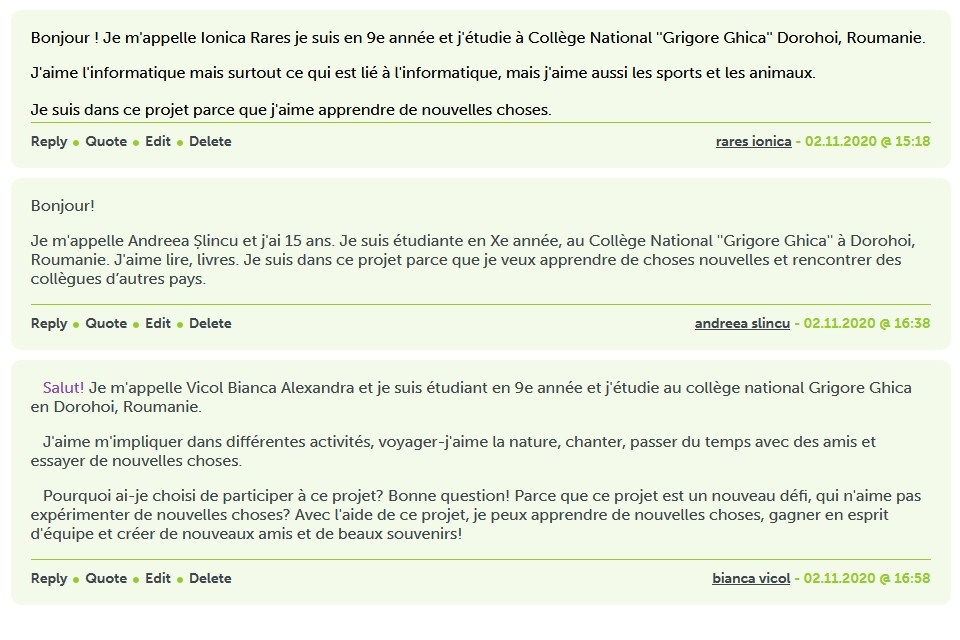 Bonjour ! Je m'appelle Ionica Rares je suis en 9e année et j'étudie à Collège National "Grigore Ghica" Dorohoi, Roumanie.
J'aime l'informatique mais surtout ce qui est lié à l'informatique, mais j'aime aussi les sports et les animaux.
Je suis dans ce projet parce que j'aime apprendre de nouvelles choses.
Reply ● Quote ● Edit ● Delete rares ionica - 02.11.2020 @ 15:18
Bonjour!
Je m'appelle Andreea Șlincu et j'ai 15 ans. Je suis étudiante en Xe année, au Collège National "Grigore Ghica" à Dorohoi,
Roumanie. J'aime lire, livres. Je suis dans ce projet parce que je veux apprendre de choses nouvelles et rencontrer des
collègues d’autres pays.
Reply ● Quote ● Edit ● Delete andreea slincu - 02.11.2020 @ 16:38
Salut! Je m'appelle Vicol Bianca Alexandra et je suis étudiant en 9e année et j'étudie au collège national Grigore Ghica
en Dorohoi, Roumanie.
J'aime m'impliquer dans différentes activités, voyager-j'aime la nature, chanter, passer du temps avec des amis et
essayer de nouvelles choses.
Pourquoi ai-je choisi de participer à ce projet? Bonne question! Parce que ce projet est un nouveau défi, qui n'aime pas
expérimenter de nouvelles choses? Avec l'aide de ce projet, je peux apprendre de nouvelles choses, gagner en esprit
d'équipe et créer de nouveaux amis et de beaux souvenirs!
Reply ● Quote ● Edit ● Delete bianca vicol - 02.11.2020 @ 16:58